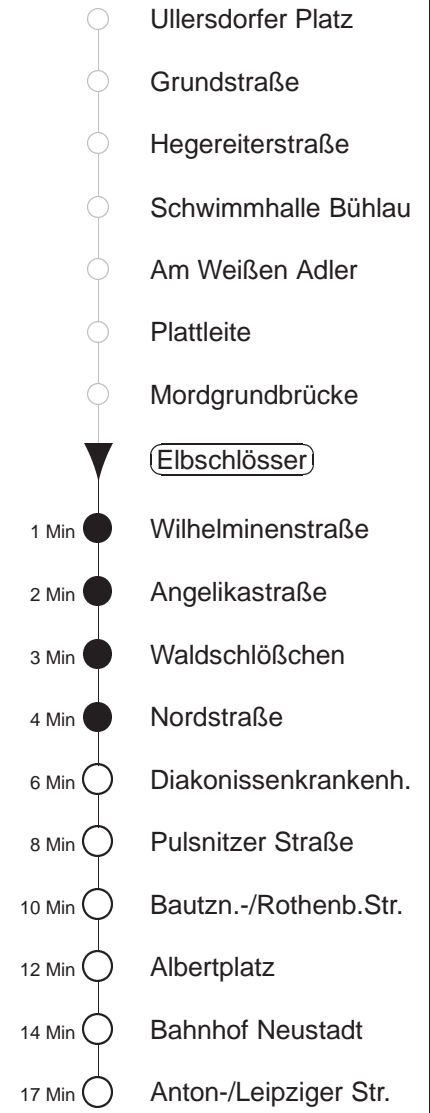 Ullersdorfer Platz
Grundstraße
Hegereiterstraße
Schwimmhalle Bühlau
Am Weißen Adler
Plattleite
Mordgrundbrücke
Elbschlösser
1 Min Wilhelminenstraße
2 Min Angelikastraße
3 Min Waldschlößchen
4 Min Nordstraße
6 Min Diakonissenkrankenh.
8 Min Pulsnitzer Straße
10 Min Bautzn.-/Rothenb.Str.
12 Min Albertplatz
14 Min Bahnhof Neustadt
17 Min Anton-/Leipziger Str.